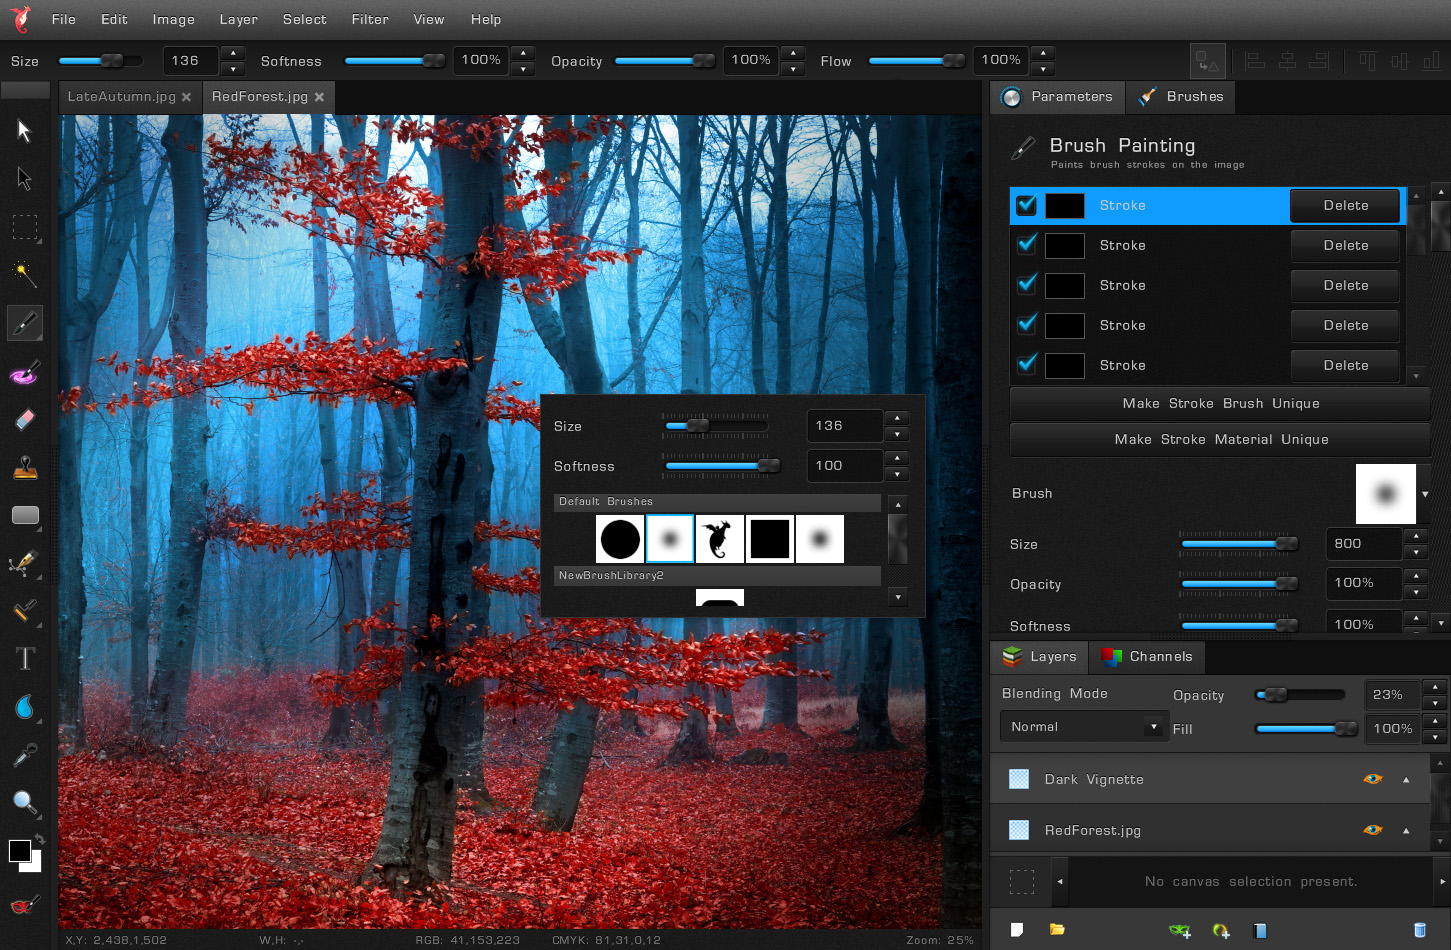 File Edit Image Layer Select Filter View Help
Size 136 Softness 100% Opacity 100% Flow 100%
LateAutumn.jpg RedForest.jpg
Parameters Brushes
Brush Painting
Paints brush strokes on the image
Stroke Delete
Stroke Delete
Stroke Delete
Stroke Delete
Stroke Delete
Make Stroke Brush Unique
Make Stroke Material Unique
Brush
Size 800
Opacity 100%
Softness 100%
Size 136
Softness 100
Default Brushes
NewBrushLibrary2
T
Layers Channels
Blending Mode Opacity 23%
Normal Fill 100%
Dark Vignette
RedForest.jpg
No canvas selection present.
X,Y: 2,438,1,502 W,H: -,- RGB: 41,153,223 CMYK: 81,31,0,12 Zoom: 25%